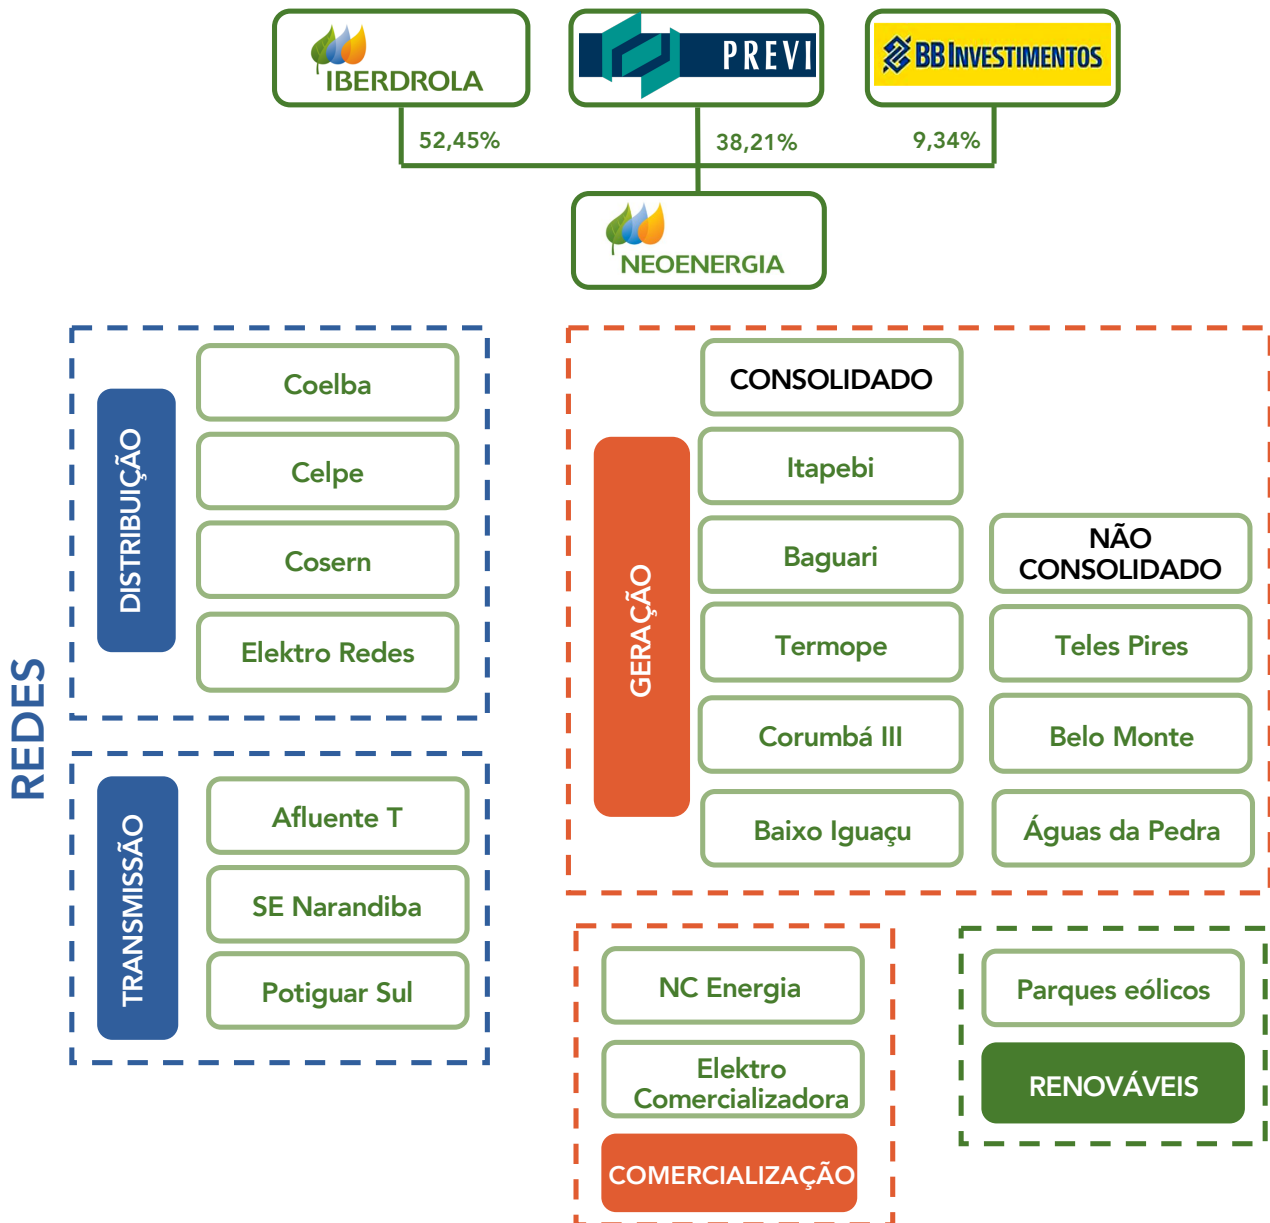 IBERDROLA
PREVI
BB INVESTIMENTOS
52,45%
38,21%
9,34%
NEOENERGIA
REDES
DISTRIBUIÇÃO
Coelba
Celpe
Cosern
Elektro Redes
TRANSMISSÃO
Afluente T
SE Narandiba
Potiguar Sul
GERAÇÃO
CONSOLIDADO
Itapebi
Baguari
Termope
Corumbá III
Baixo Iguaçu
NÃO
CONSOLIDADO
Teles Pires
Belo Monte
Águas da Pedra
NC Energia
Elektro
Comercializadora
COMERCIALIZAÇÃO
Parques eólicos
RENOVÁVEIS